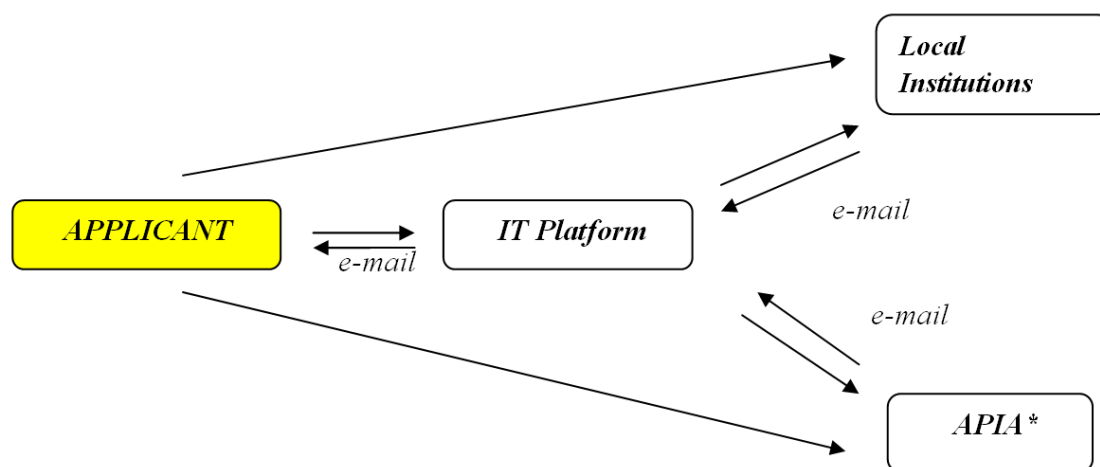 Local
Institutions
e-mail
APPLICANT
IT Platform
e-mail
e-mail
APIA*